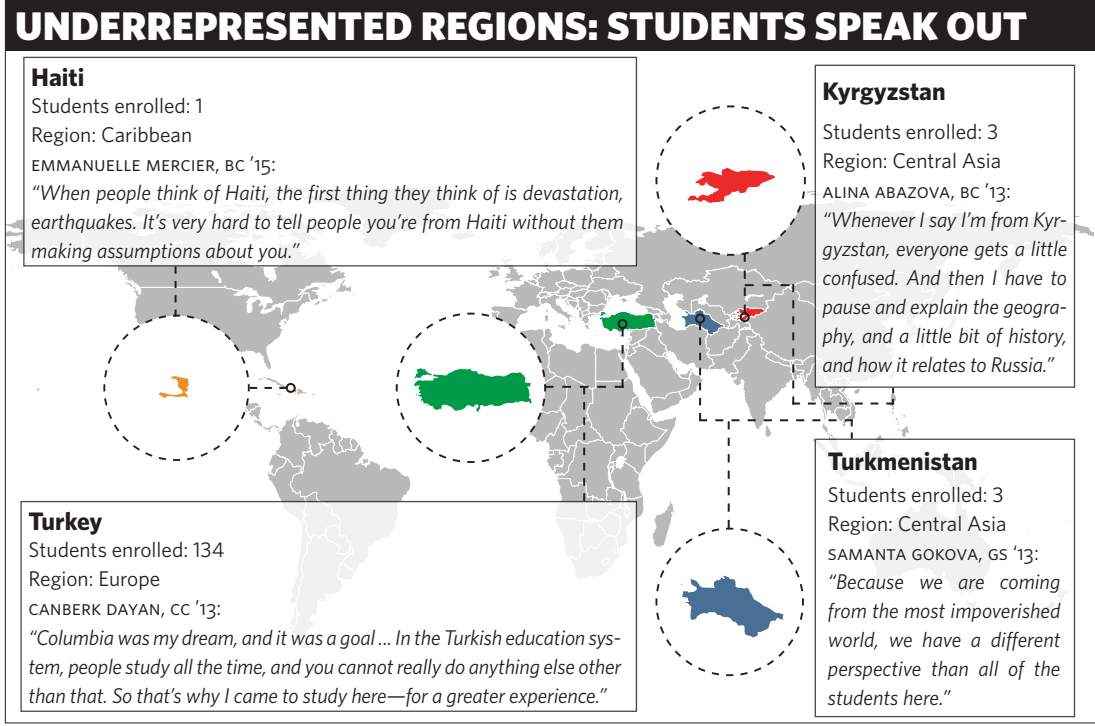 UNDERREPRESENTED REGIONS: STUDENTS SPEAK OUT
Haiti
Students enrolled: 1
Region: Caribbean
EMMANUELLE MERCIER, BC ’15:
“When people think of Haiti, the first thing they think of is devastation,
earthquakes. It’s very hard to tell people you’re from Haiti without them
making assumptions about you.”
Kyrgyzstan
Students enrolled: 3
Region: Central Asia
ALINA ABAZOVA, BC ’13:
“Whenever I say I’m from Kyr-
gyzstan, everyone gets a little
confused. And then I have to
pause and explain the geogra-
phy, and a little bit of history,
and how it relates to Russia.”
Turkey
Students enrolled: 134
Region: Europe
CANBERK DAYAN, CC ’13:
“Columbia was my dream, and it was a goal ... In the Turkish education sys-
tem, people study all the time, and you cannot really do anything else other
than that. So that’s why I came to study here—for a greater experience.”
Turkmenistan
Students enrolled: 3
Region: Central Asia
SAMANTA GOKOVA, GS ‘13:
“Because we are coming
from the most impoverished
world, we have a different
perspective than all of the
students here.”